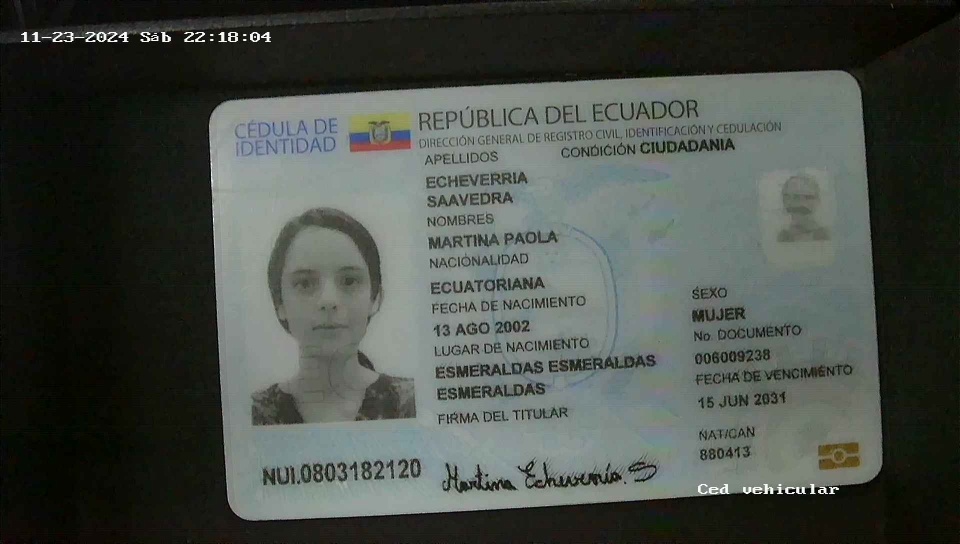 11-23-2024 Sáb 22:18:04
CÉDULA DE
IDENTIDAD
REPÚBLICA DEL ECUADOR
DIRECCIÓN GENERAL DE REGISTRO CIVIL, IDENTIFICACIÓN Y CEDULACIÓN
APELLIDOS
CONDICIÓN CIUDADANIA
ECHEVERRIA
SAAVEDRA
NOMBRES
MARTINA PAOLA
NACIONALIDAD
ECUATORIANA
FECHA DE NACIMIENTO
13 AGO 2002
LUGAR DE NACIMIENTO
ESMERALDAS ESMERALDAS
ESMERALDAS
FIRMA DEL TITULAR
SEXO
MUJER
No. DOCUMENTO
006009238
FECHA DE VENCIMIENTO
15 JUN 2031
NAT/CAN
880413
NUI.0803182120
Martina Echeverría S
Ced vehicular